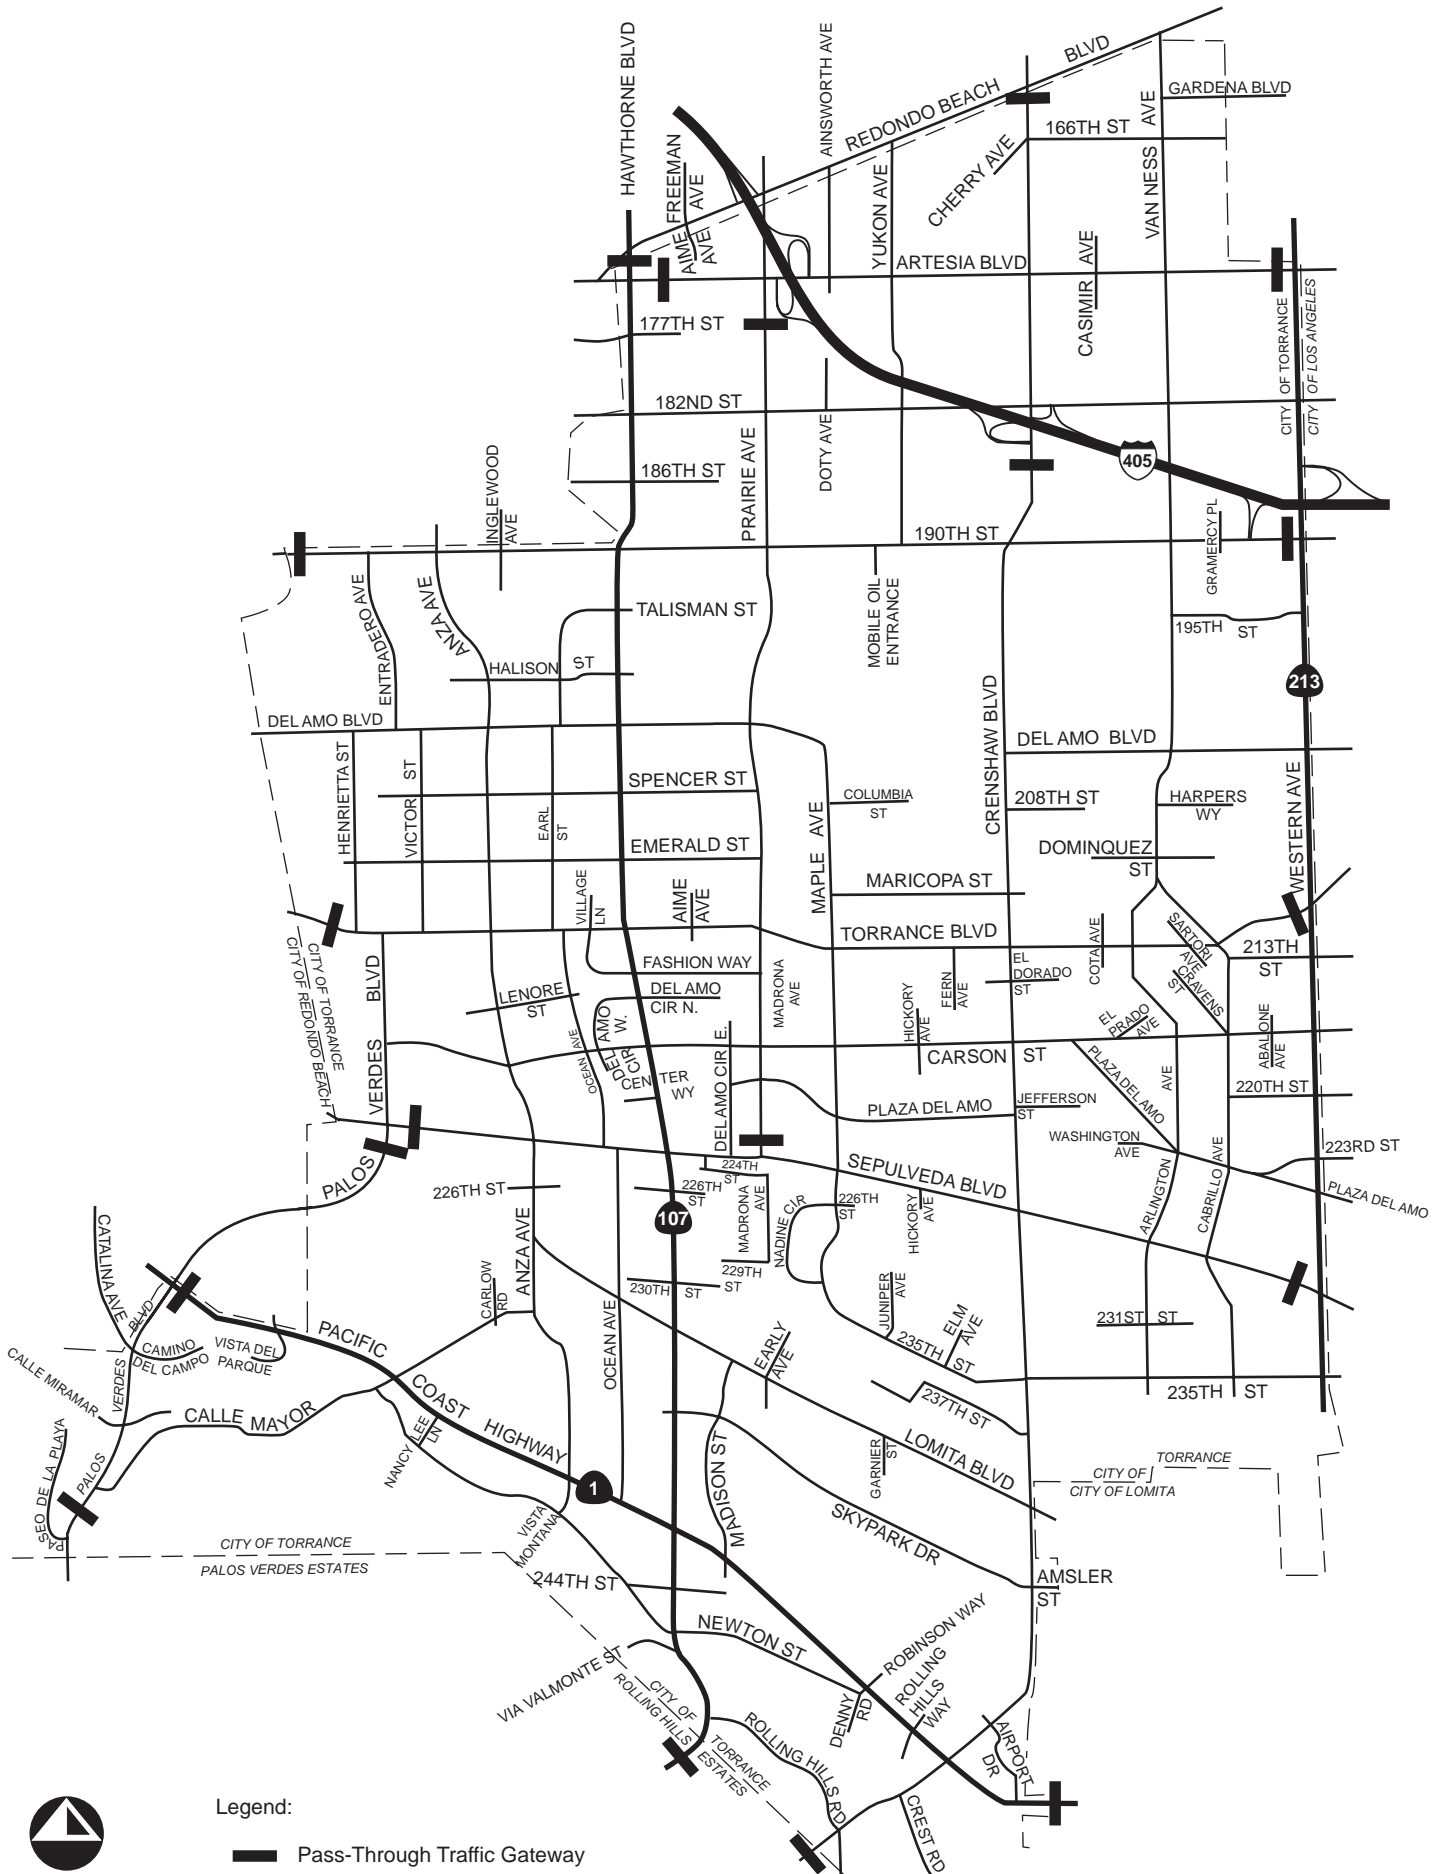 HAWTHORNE BLVD
AINSWORTH AVE
REDONDO BEACH BLVD
GARDENA BLVD
VAN NESS AVE
166TH ST
CHERRY AVE
FREEMAN
AVE
AIME
AVE
YUKON AVE
ARTESIA BLVD
CASIMIR AVE
CITY OF TORRANCE
CITY OF LOS ANGELES
177TH ST
182ND ST
PRAIRIE AVE
DOTY AVE
405
186TH ST
INGLEWOOD
AVE
190TH ST
GRAMERCY PL
ENTRADERO AVE
ANZA AVE
TALISMAN ST
MOBILE OIL
ENTRANCE
195TH ST
HALISON ST
213
DEL AMO BLVD
CRENSHAW BLVD
DEL AMO BLVD
HENRIETTA ST
VICTOR ST
SPENCER ST
EARL
ST
MAPLE AVE
COLUMBIA
ST
208TH ST
HARPERS
WY
WESTERN AVE
EMERALD ST
DOMINQUEZ
ST
VILLAGE
LN
AIME
AVE
MARICOPA ST
CITY OF TORRANCE
CITY OF REDONDO BEACH
TORRANCE BLVD
COTA AVE
SARTORI
AVE
213TH
ST
PALOS VERDES BLVD
FASHION WAY
MADRONA
AVE
EL
DORADO
ST
FERN
AVE
CRAVENS
ST
LENORE
ST
DEL AMO
CIR N.
DEL AMO
CIR W.
OCEAN AVE
HICKORY
AVE
EL
PRADO
AVE
ABALONE
AVE
CARSON ST
CENTER
WY
DEL AMO CIR E.
PLAZA DEL AMO
220TH ST
PLAZA DEL AMO
JEFFERSON
ST
WASHINGTON
AVE
ARLINGTON AVE
CABRILLO AVE
223RD ST
PLAZA DEL AMO
SEPULVEDA BLVD
224TH
ST
226TH ST
226TH
ST
226TH
ST
MADRONA
AVE
NADINE CIR
HICKORY
AVE
107
CATALINA AVE
ANZA AVE
CARLOW
RD
OCEAN AVE
229TH
ST
230TH ST
JUNIPER
AVE
ELM
AVE
231ST ST
235TH ST
235TH ST
EARLY
AVE
PACIFIC COAST HIGHWAY
CAMINO
DEL CAMPO
VISTA DEL
PARQUE
PALOS VERDES BLVD
CALLE MIRAMAR
CALLE MAYOR
PASEO DE LA PLAYA
NANCY LEE
LN
237TH ST
LOMITA BLVD
GARNIER
ST
CITY OF TORRANCE
CITY OF LOMITA
1
MADISON ST
SKYPARK DR
VISTA
MONTANA
CITY OF TORRANCE
PALOS VERDES ESTATES
244TH ST
AMSLER
ST
NEWTON ST
ROBINSON WAY
ROLLING
HILLS
WAY
VIA VALMONTE ST
CITY OF TORRANCE
ROLLING HILLS ESTATES
DENNY
RD
ROLLING HILLS RD
AIRPORT
DR
CREST RD
Legend:
Pass-Through Traffic Gateway